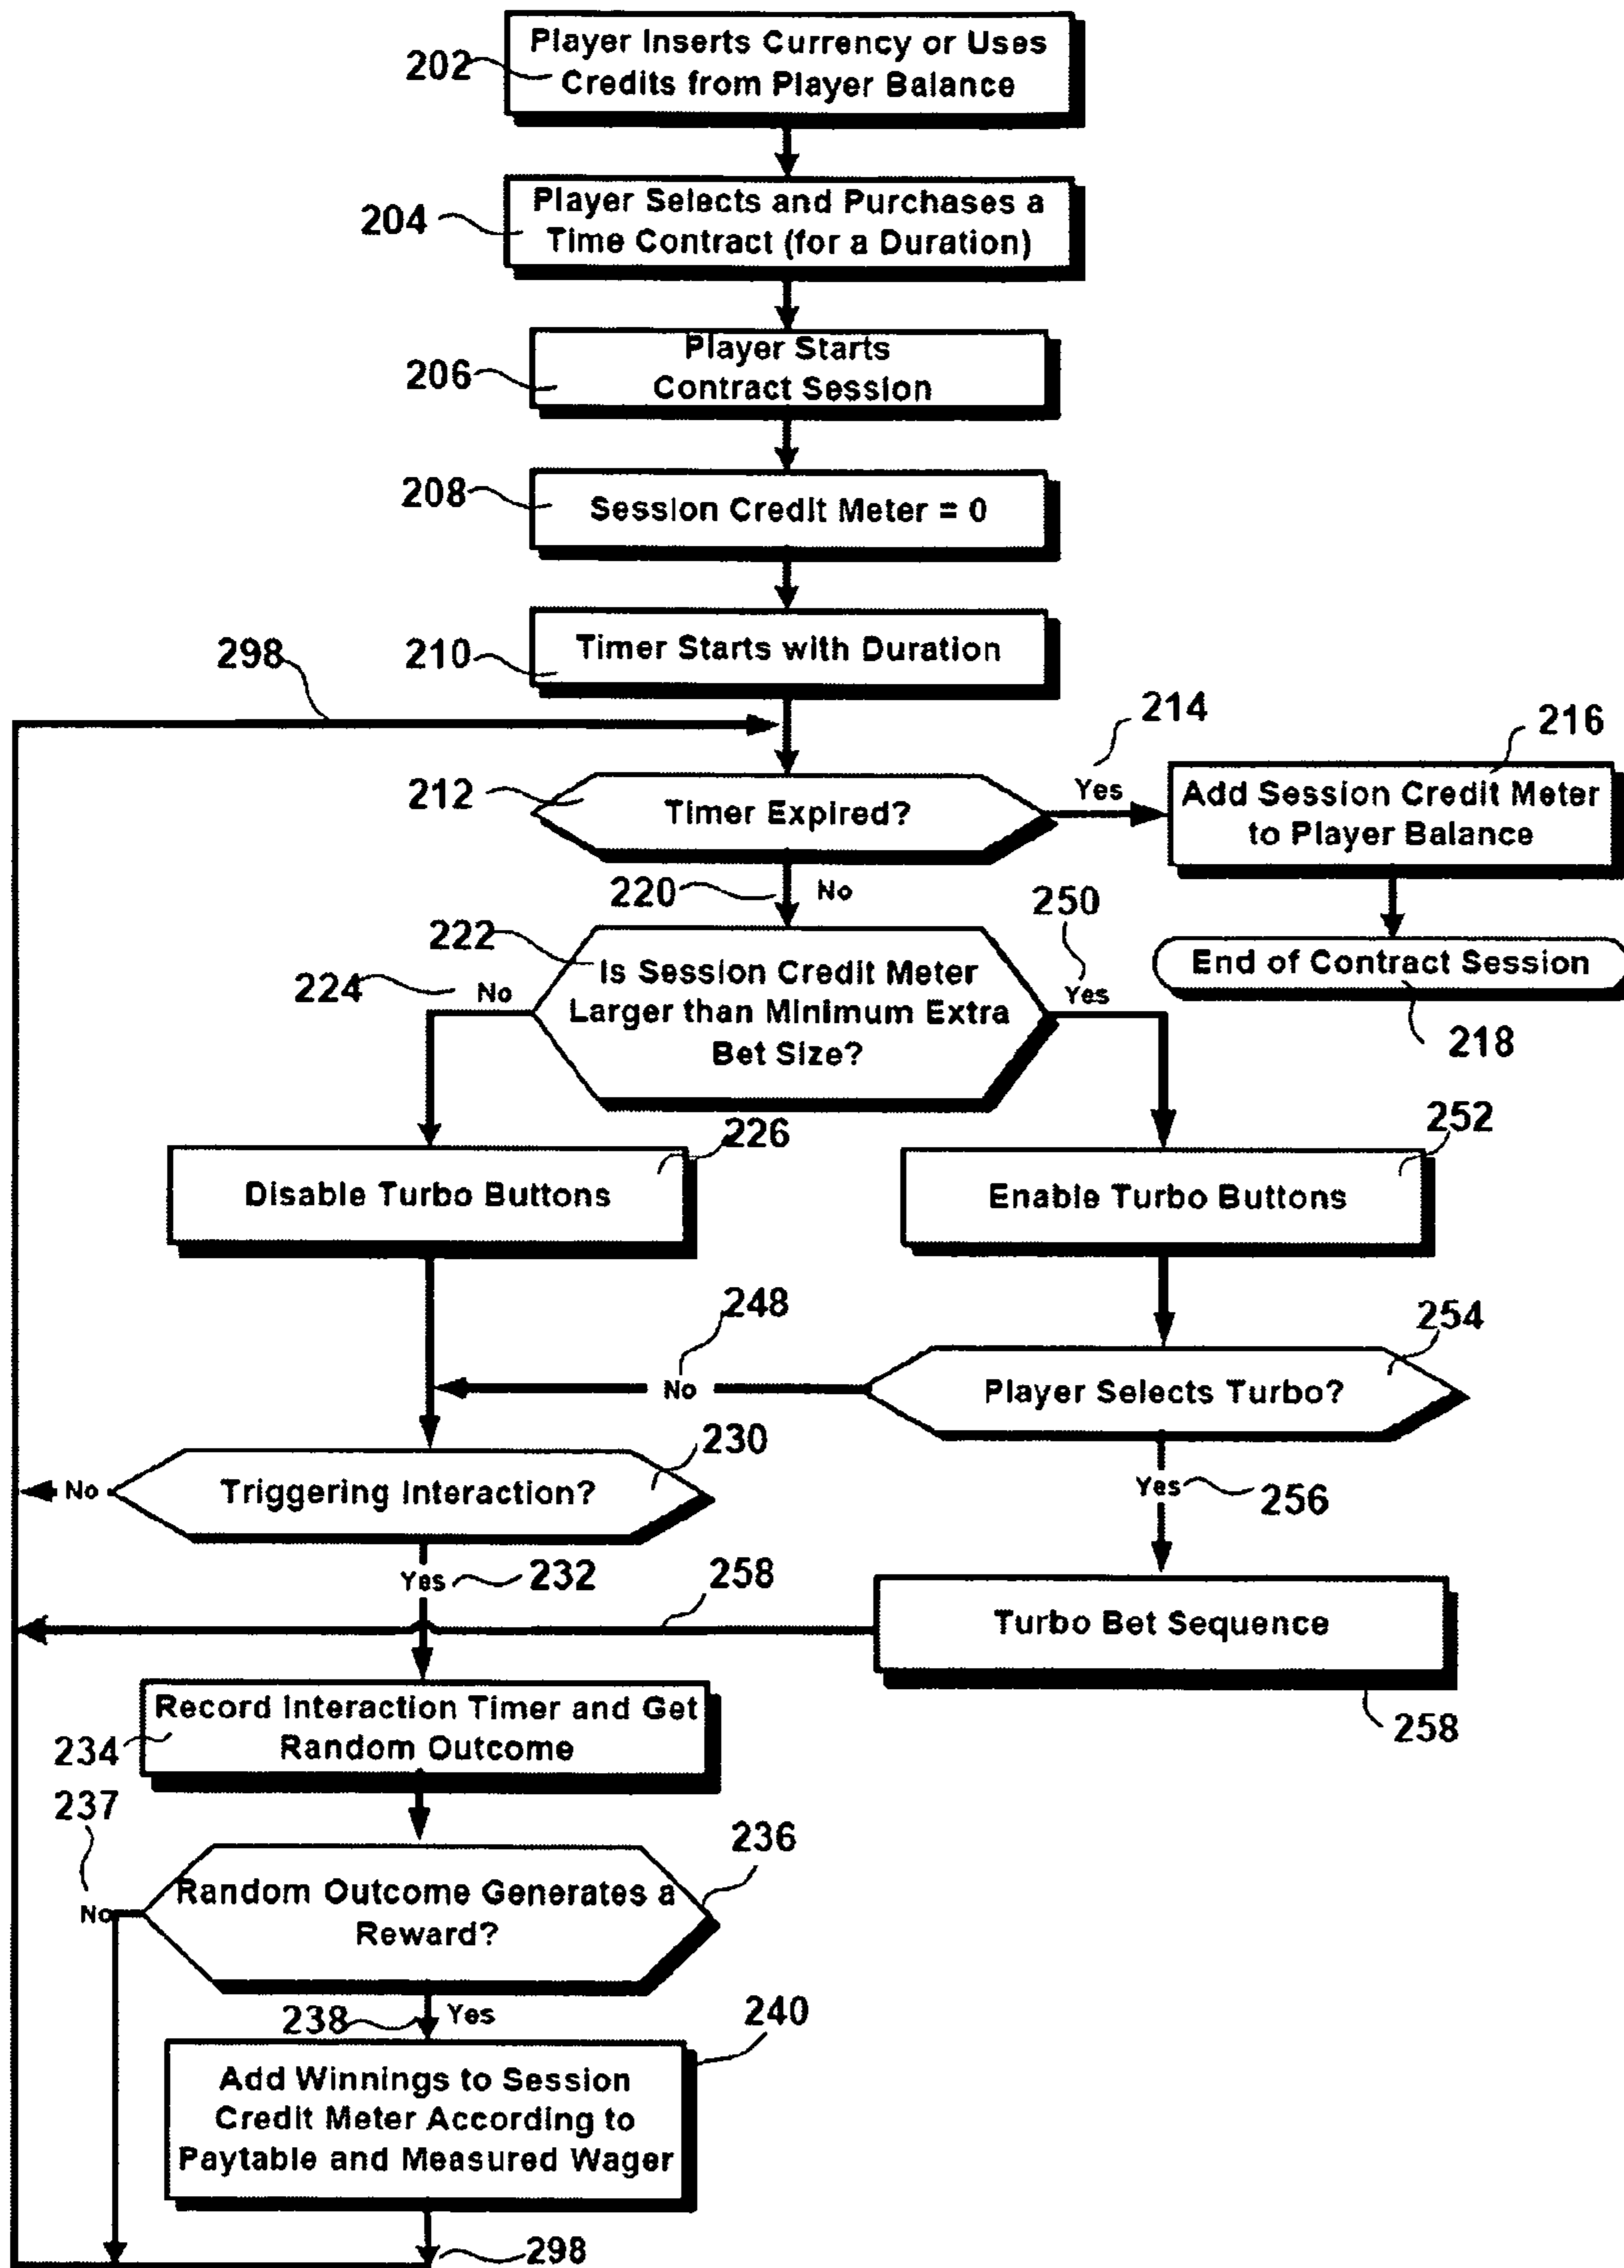 Player Inserts Currency or Uses
Credits from Player Balance
202
Player Selects and Purchases a
Time Contract (for a Duration)
204
Player Starts
Contract Session
206
Session Credit Meter = 0
208
Timer Starts with Duration
210
298
214
216
212
Timer Expired?
Yes
Add Session Credit Meter
to Player Balance
220
No
250
222
224
No
Is Session Credit Meter
Larger than Minimum Extra
Bet Size?
Yes
End of Contract Session
218
226
252
Disable Turbo Buttons
Enable Turbo Buttons
248
254
No
Player Selects Turbo?
230
No
Triggering Interaction?
Yes
256
Yes
232
258
Turbo Bet Sequence
258
Record Interaction Timer and Get
Random Outcome
234
237
236
No
Random Outcome Generates a
Reward?
238
Yes
240
Add Winnings to Session
Credit Meter According to
Paytable and Measured Wager
298